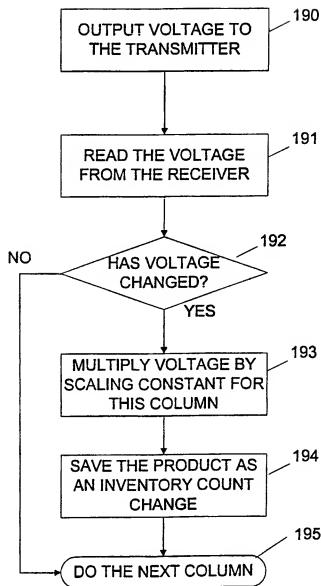 190
OUTPUT VOLTAGE TO
THE TRANSMITTER
191
READ THE VOLTAGE
FROM THE RECEIVER
192
HAS VOLTAGE
CHANGED?
NO
YES
193
MULTIPLY VOLTAGE BY
SCALING CONSTANT FOR
THIS COLUMN
194
SAVE THE PRODUCT AS
AN INVENTORY COUNT
CHANGE
195
DO THE NEXT COLUMN